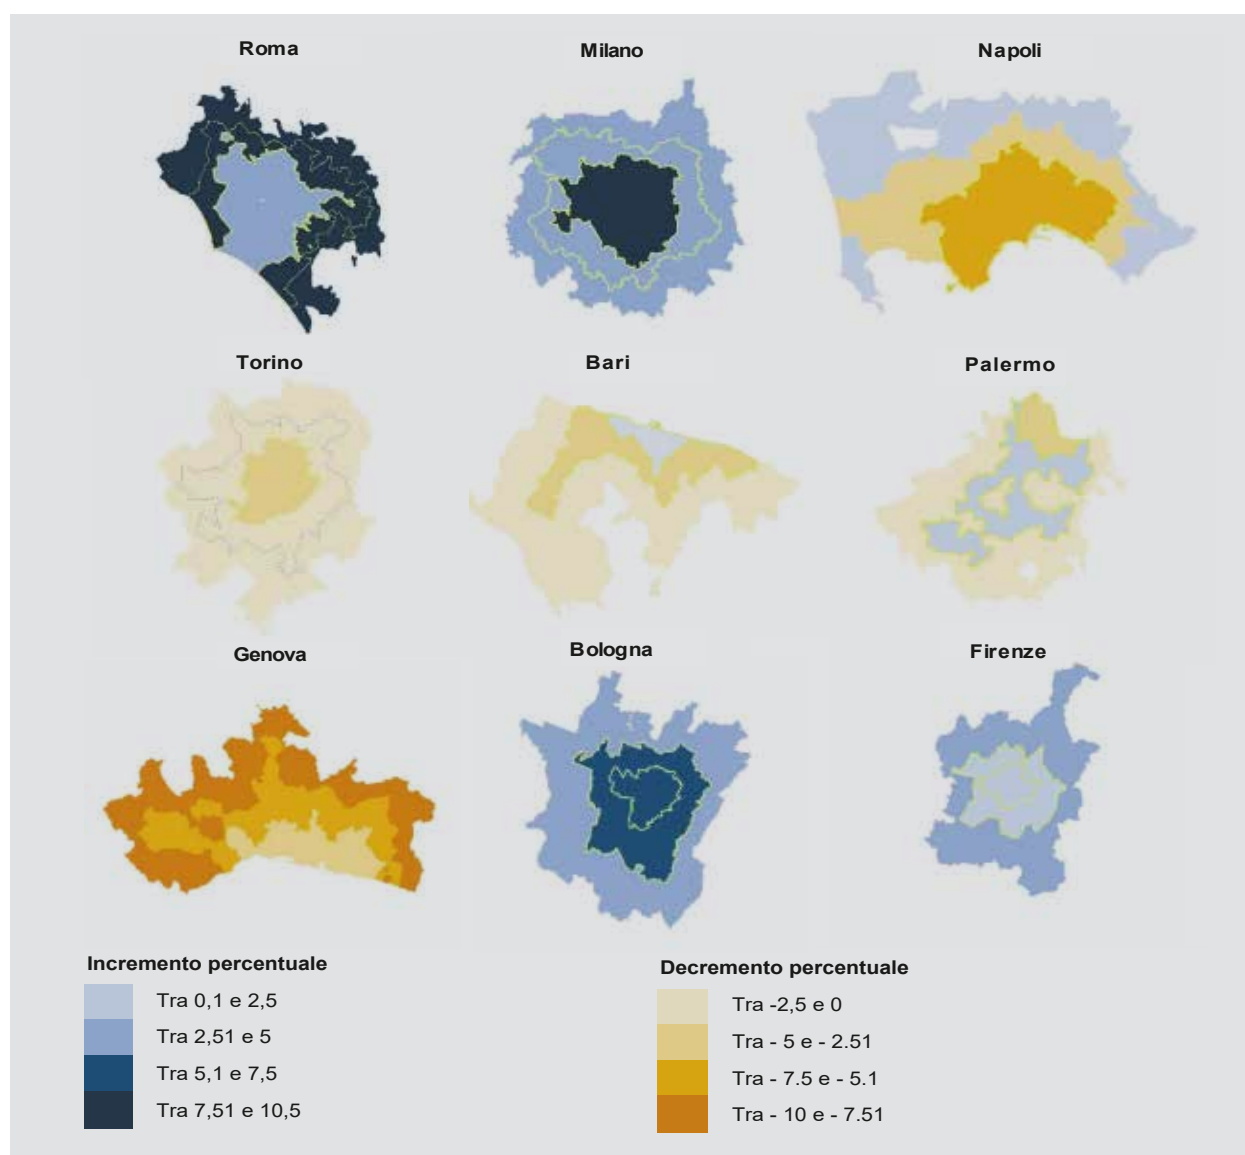 Roma
Milano
Napoli
Torino
Bari
Palermo
Genova
Bologna
Firenze
Incremento percentuale
Tra 0,1 e 2,5
Tra 2,51 e 5
Tra 5,1 e 7,5
Tra 7,51 e 10,5
Decremento percentuale
Tra -2,5 e 0
Tra - 5 e - 2.51
Tra - 7.5 e - 5.1
Tra - 10 e - 7.51